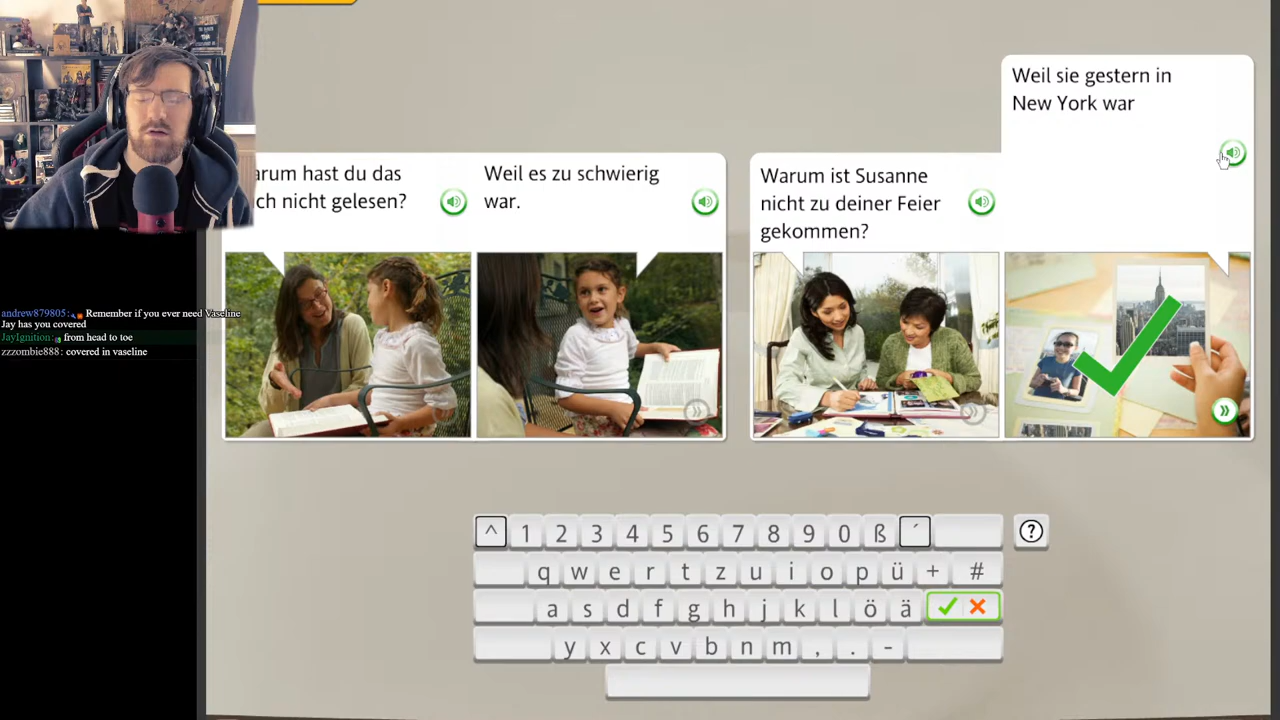 Weil sie gestern in
New York war
arum hast du das
ch nicht gelesen?
Weil es zu schwierig
war.
Warum ist Susanne
nicht zu deiner Feier
gekommen?
andrew879805: Remember if you ever need Vaseline
Jay has you covered
JayIgnition: from head to toe
zzzombie888: covered in vaseline
^ 1 2 3 4 5 6 7 8 9 0 ß ´ ?
q w e r t z u i o p ü + #
a s d f g h j k l ö ä
y x c v b n m , . -